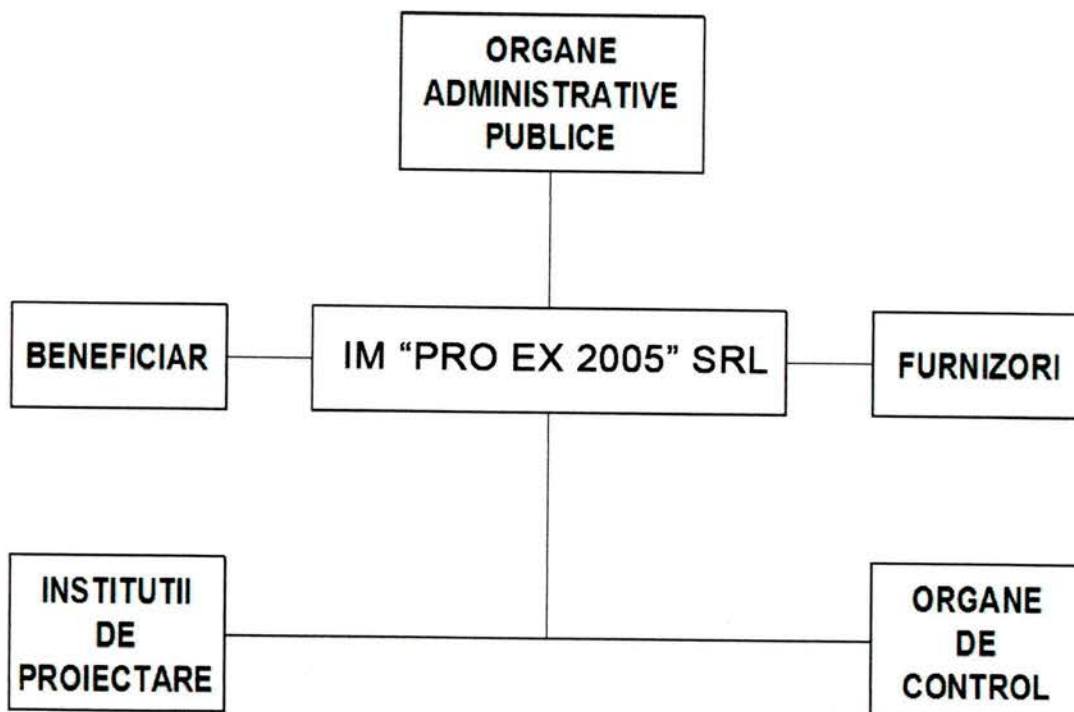 ORGANE
ADMINISTRATIVE
PUBLICE
BENEFICIAR
IM “PRO EX 2005” SRL
FURNIZORI
INSTITUTII
DE
PROIECTARE
ORGANE
DE
CONTROL